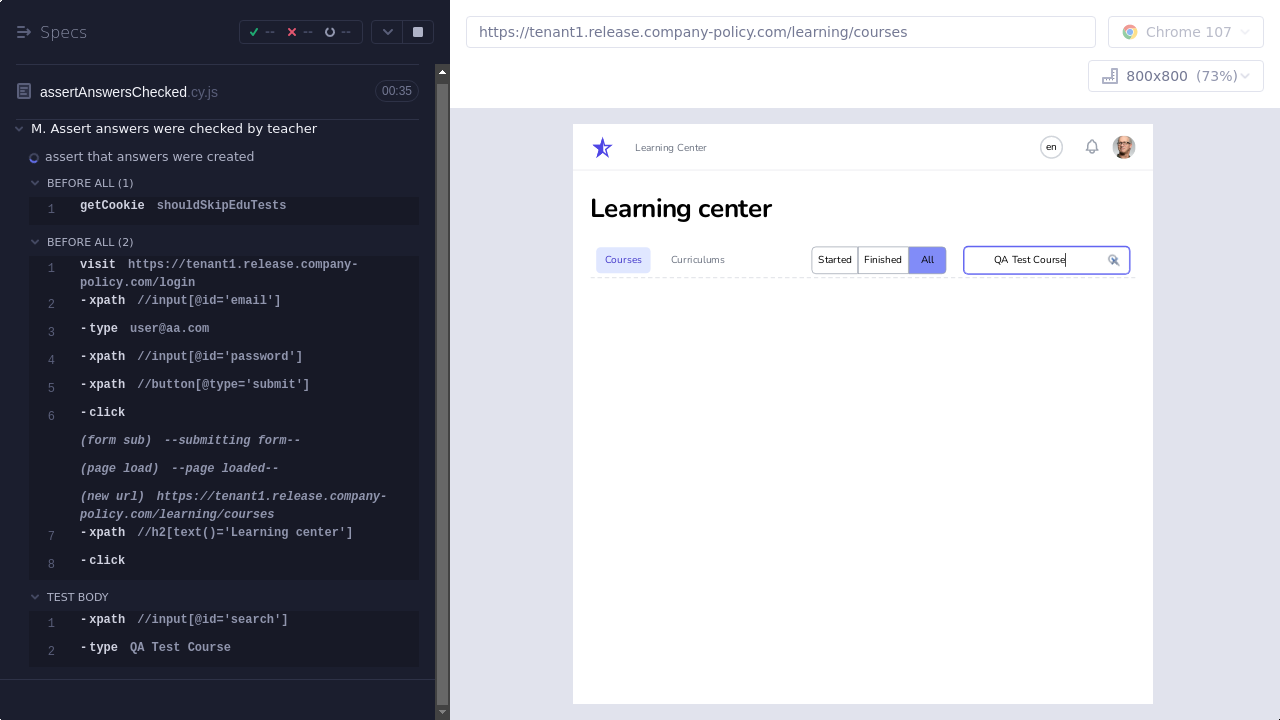 Specs
--
--
--
assertAnswersChecked.cy.js
00:35
M. Assert answers were checked by teacher
assert that answers were created
BEFORE ALL (1)
1 getCookie shouldSkipEduTests
BEFORE ALL (2)
1 visit https://tenant1.release.company-
policy.com/login
2 -xpath //input[@id='email']
3 -type user@aa.com
4 -xpath //input[@id='password']
5 -xpath //button[@type='submit']
6 -click
(form sub) --submitting form--
(page load) --page loaded--
(new url) https://tenant1.release.company-
policy.com/learning/courses
7 -xpath //h2[text()='Learning center']
8 -click
TEST BODY
1 -xpath //input[@id='search']
2 -type QA Test Course
https://tenant1.release.company-policy.com/learning/courses
Chrome 107
800x800 (73%)
Learning Center
en
Learning center
Courses
Curriculums
Started
Finished
All
QA Test Course